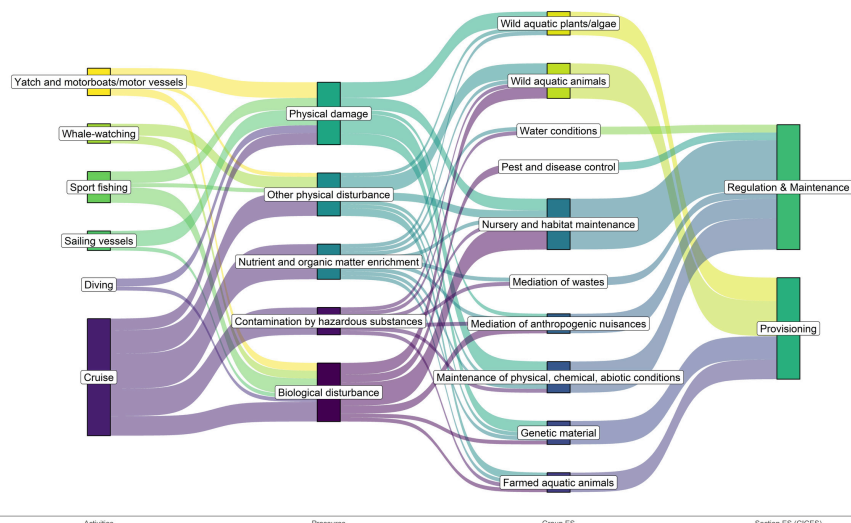 Yatch and motorboats/motor vessels
Whale-watching
Sport fishing
Sailing vessels
Diving
Cruise
Physical damage
Other physical disturbance
Nutrient and organic matter enrichment
Contamination by hazardous substances
Biological disturbance
Wild aquatic plants/algae
Wild aquatic animals
Water conditions
Pest and disease control
Nursery and habitat maintenance
Mediation of wastes
Mediation of anthropogenic nuisances
Maintenance of physical, chemical, abiotic conditions
Genetic material
Farmed aquatic animals
Regulation & Maintenance
Provisioning